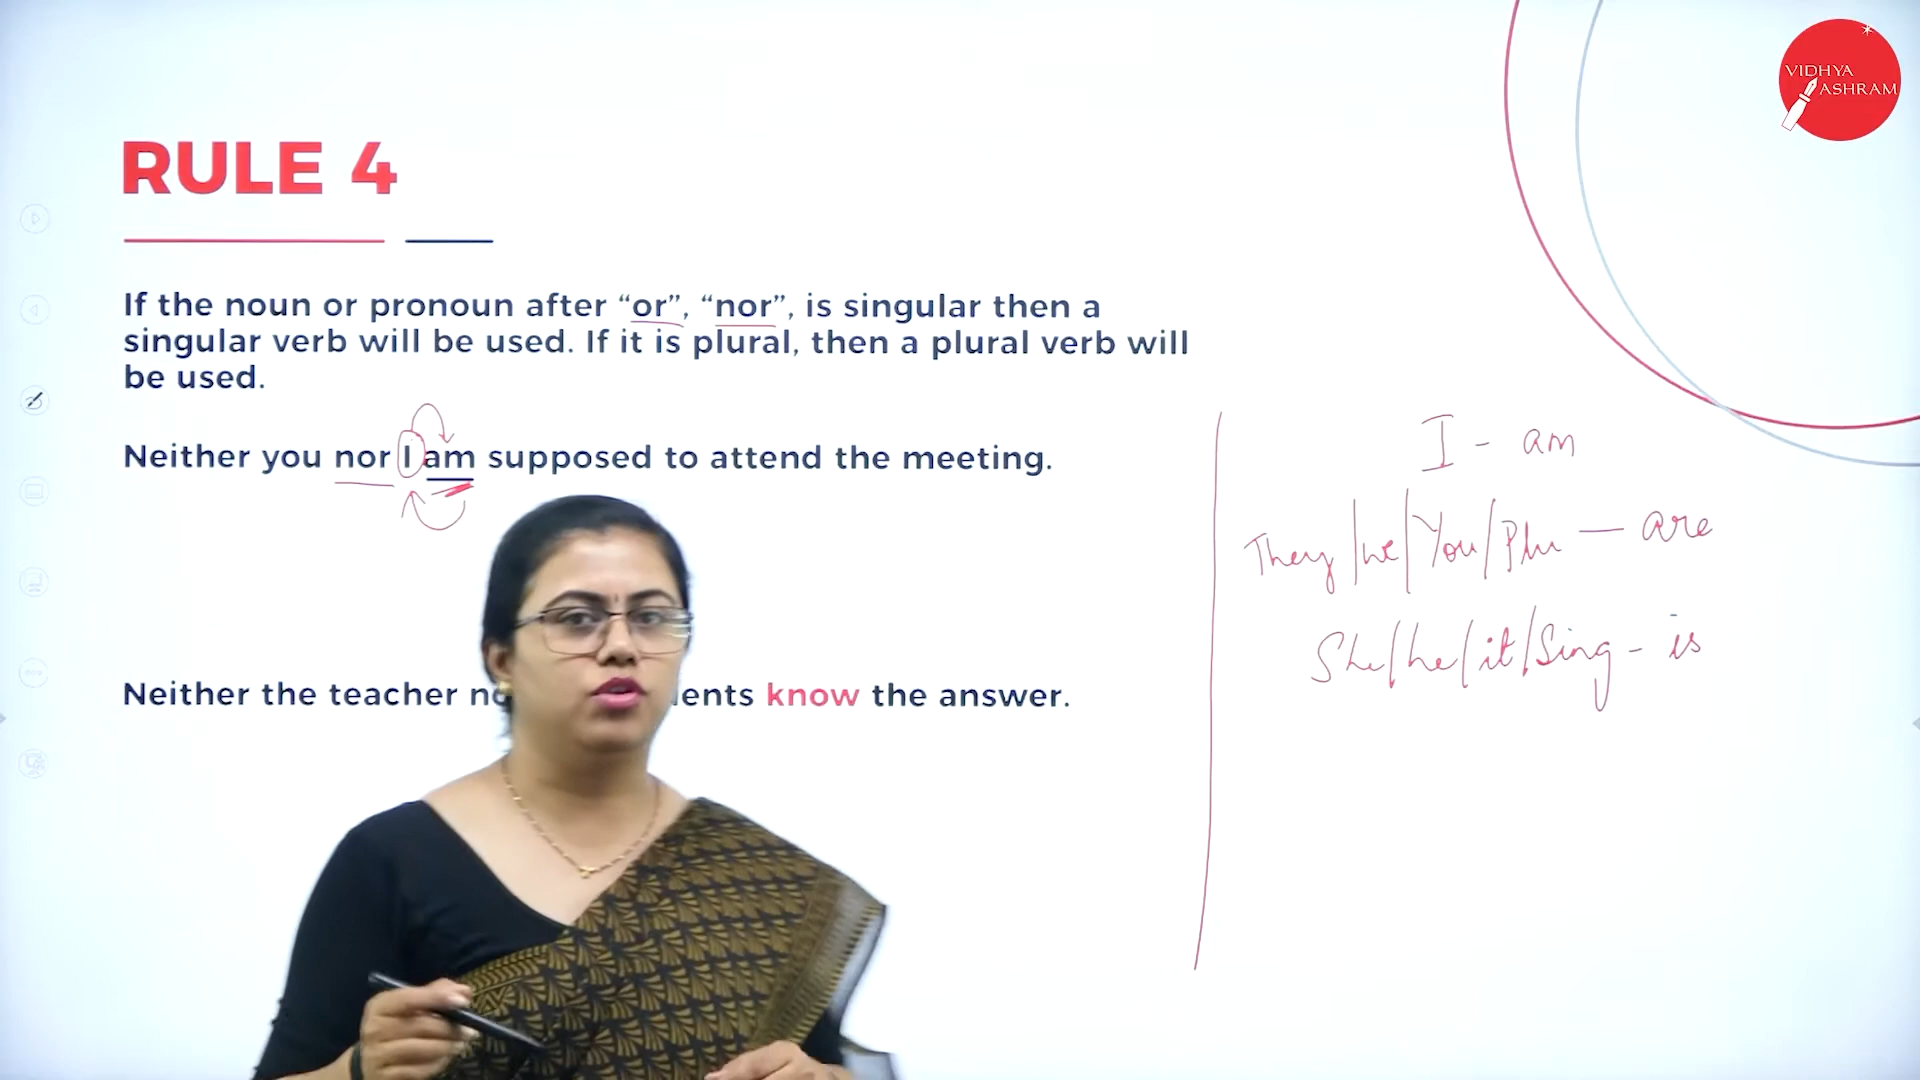 VIDHYA
ASHRAM
RULE 4
If the noun or pronoun after “or”, “nor”, is singular then a
singular verb will be used. If it is plural, then a plural verb will
be used.
Neither you nor I am supposed to attend the meeting.
Neither the teacher know the answer.
I - am
They/we/You/Plu — are
She/he/it/Sing - is